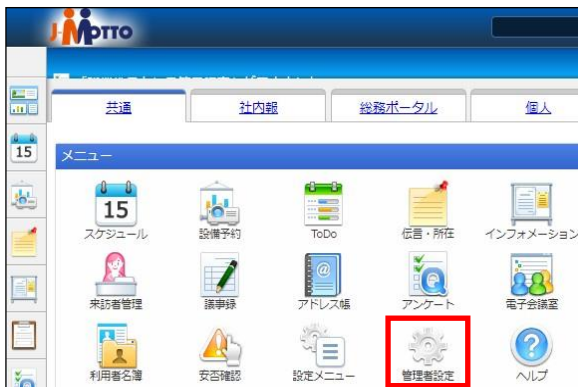 J-MOTTO
共通
社内報
総務ポータル
個人
メニュー
15
15
スケジュール
設備予約
ToDo
伝言・所在
インフォメーション
来訪者管理
議事録
アドレス帳
アンケート
電子会議室
利用者名簿
安否確認
設定メニュー
管理者設定
ヘルプ